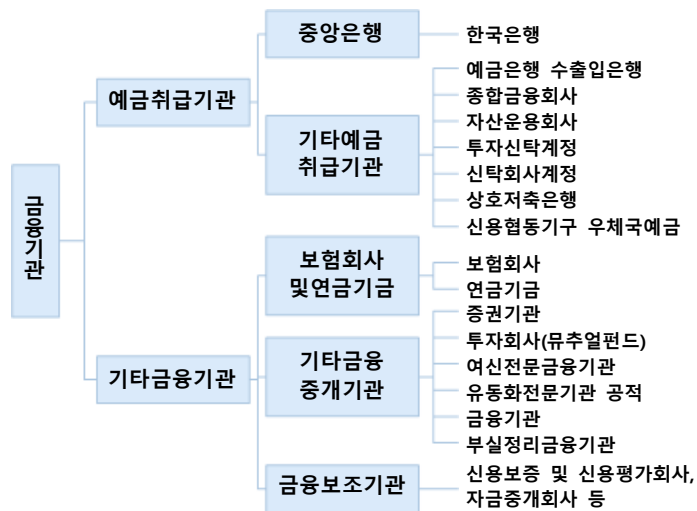 금융기관
예금취급기관
중앙은행
한국은행
기타예금
취급기관
예금은행 수출입은행
종합금융회사
자산운용회사
투자신탁계정
신탁회사계정
상호저축은행
신용협동기구 우체국예금
기타금융기관
보험회사
및연금기금
보험회사
연금기금
기타금융
중개기관
증권기관
투자회사(뮤추얼펀드)
여신전문금융기관
유동화전문기관 공적
금융기관
부실정리금융기관
금융보조기관
신용보증 및 신용평가회사,
자금중개회사 등